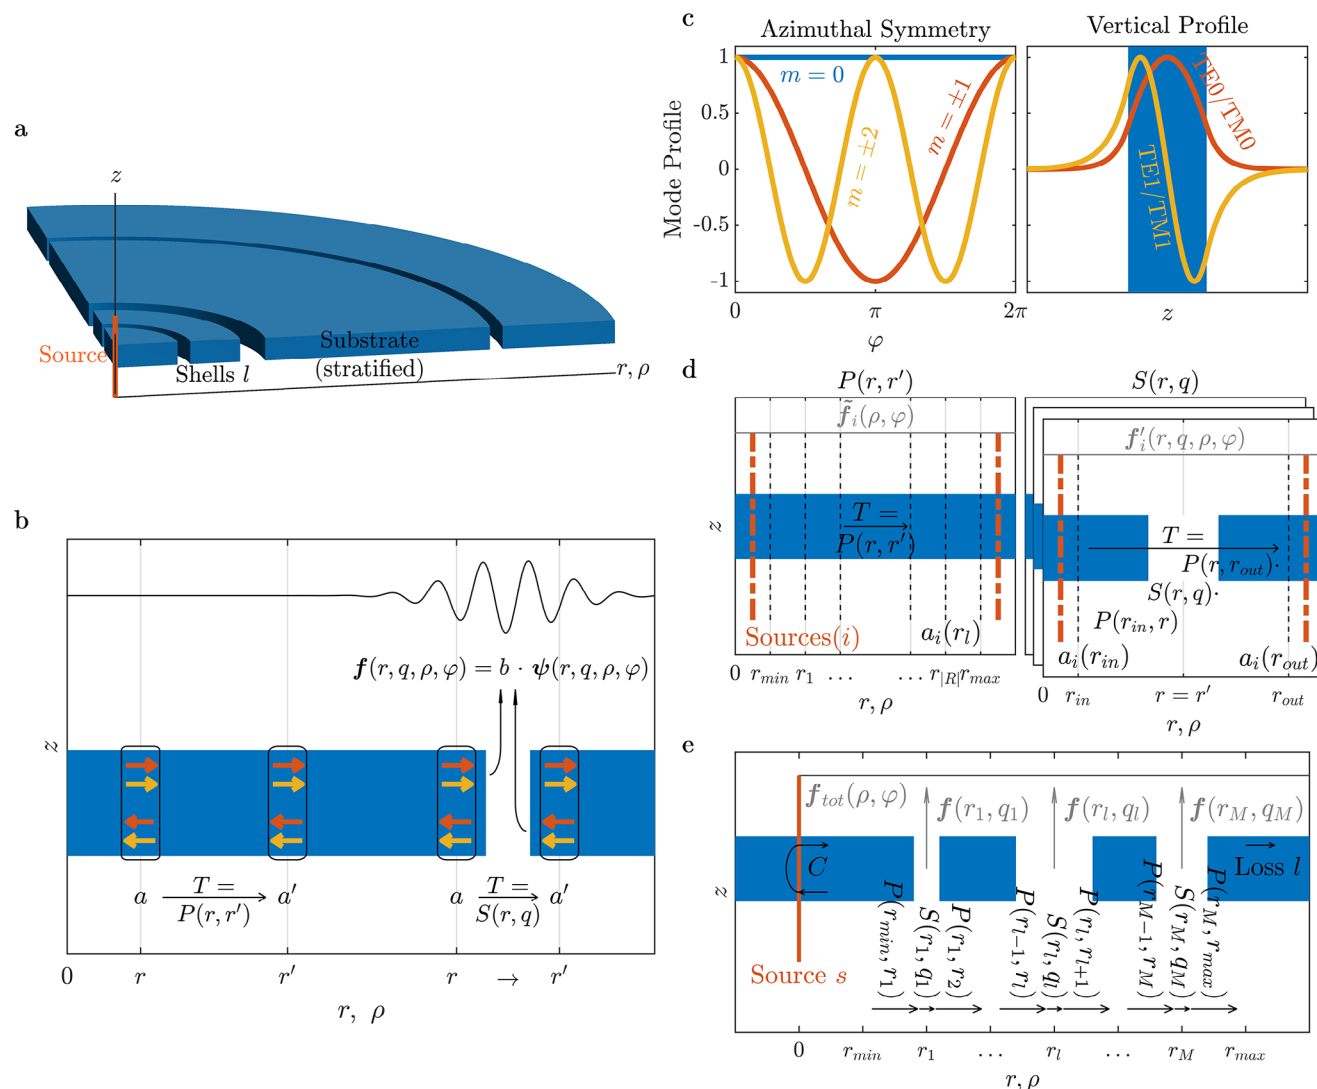 a
z
Source
Shells l
Substrate
(stratified)
r, ρ
b
f(r, q, ρ, φ) = b · ψ(r, q, ρ, φ)
z
a
T =
P(r, r′)
a′
a
T =
S(r, q)
a′
0
r
r′
r
→
r′
r, ρ
c
Azimuthal Symmetry
Vertical Profile
Mode Profile
1
0.5
0
-0.5
-1
m = 0
m = ±1
m = ±2
TE0/TM0
TE1/TM1
0
π
2π
φ
z
d
P(r, r′)
S(r, q)
f̃i(ρ, φ)
f′i(r, q, ρ, φ)
z
T =
P(r, r′)
T =
P(r, rout)·
S(r, q)·
P(rin, r)
Sources(i)
ai(rl)
ai(rin)
ai(rout)
0 rmin r1 ... ... r|R| rmax
r, ρ
0 rin r = r′ rout
r, ρ
e
ftot(ρ, φ)
f(r1, q1)
f(rl, ql)
f(rM, qM)
z
C
Loss l
Source s
P(rmin, r1)
S(r1, q1)
P(r1, r2)
P(rl−1, rl)
S(rl, ql)
P(rl, rl+1)
P(rM−1, rM)
S(rM, qM)
P(rM, rmax)
0 rmin r1 ... rl ... rM rmax
r, ρ